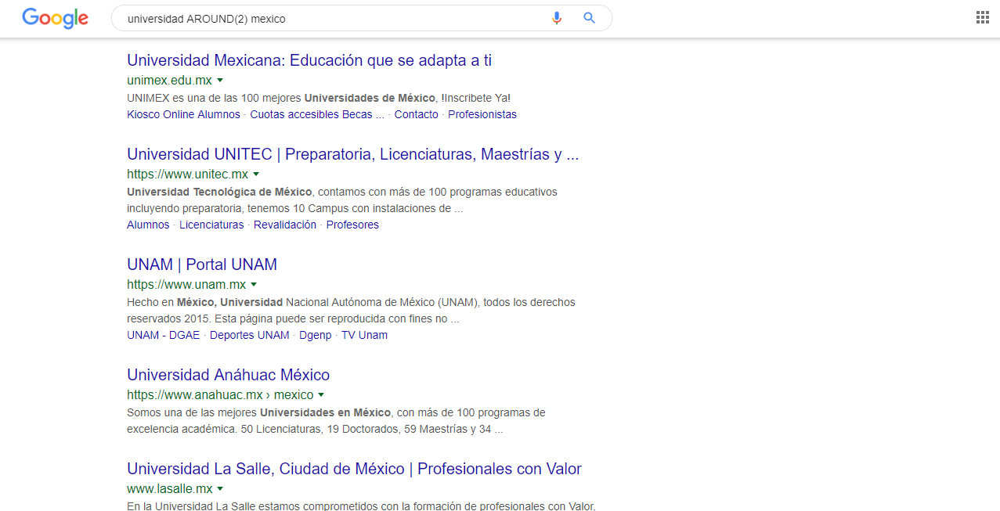 Google
universidad AROUND(2) mexico
Universidad Mexicana: Educación que se adapta a ti
unimex.edu.mx
UNIMEX es una de las 100 mejores Universidades de México, !Inscribete Ya!
Kiosco Online Alumnos · Cuotas accesibles Becas ... · Contacto · Profesionistas
Universidad UNITEC | Preparatoria, Licenciaturas, Maestrías y ...
https://www.unitec.mx
Universidad Tecnológica de México, contamos con más de 100 programas educativos
incluyendo preparatoria, tenemos 10 Campus con instalaciones de ...
Alumnos · Licenciaturas · Revalidación · Profesores
UNAM | Portal UNAM
https://www.unam.mx
Hecho en México, Universidad Nacional Autónoma de México (UNAM), todos los derechos
reservados 2015. Esta página puede ser reproducida con fines no ...
UNAM - DGAE · Deportes UNAM · Dgenp · TV Unam
Universidad Anáhuac México
https://www.anahuac.mx › mexico
Somos una de las mejores Universidades en México, con más de 100 programas de
excelencia académica. 50 Licenciaturas, 19 Doctorados, 59 Maestrías y 34 ...
Universidad La Salle, Ciudad de México | Profesionales con Valor
www.lasalle.mx
En la Universidad La Salle estamos comprometidos con la formación de profesionales con Valor,